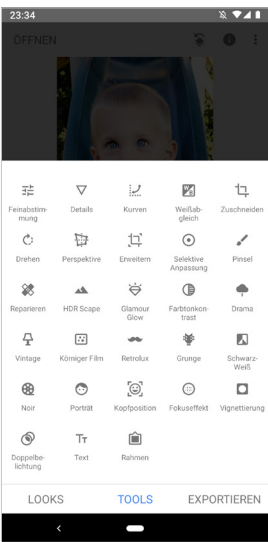 23:34
ÖFFNEN
Feinabstim-
mung
Details
Kurven
Weißab-
gleich
Zuschneiden
Drehen
Perspektive
Erweitern
Selektive
Anpassung
Pinsel
Reparieren
HDR Scape
Glamour
Glow
Farbtonkon-
trast
Drama
Vintage
Körniger Film
Retrolux
Grunge
Schwarz-
Weiß
Noir
Porträt
Kopfposition
Fokuseffekt
Vignettierung
Doppelbe-
lichtung
Text
Rahmen
LOOKS
TOOLS
EXPORTIEREN